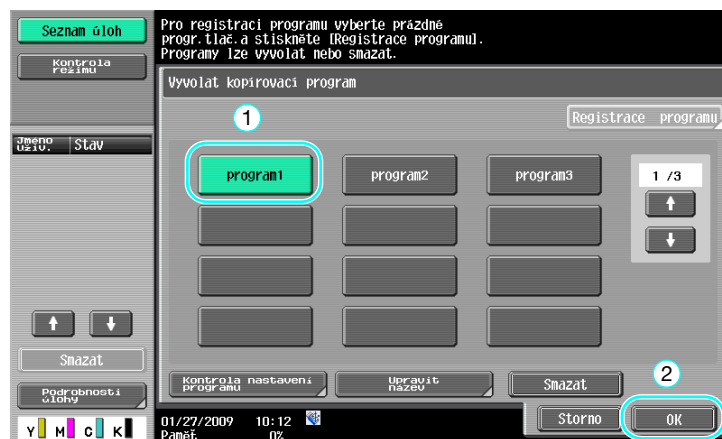 Seznam úloh
Kontrola
režimu
Jméno
uživ.
Stav
Smazat
Podrobnosti
úlohy
Y M C K
Pro registraci programu vyberte prázdné
progr.tlač.a stiskněte [Registrace programu].
Programy lze vyvolat nebo smazat.
Vyvolat kopírovací program
1
Registrace programu
program1 program2 program3
1 /3
Kontrola nastavení
programu
Upravit
název
Smazat
2
01/27/2009 10:12
Paměť 0%
Storno
OK